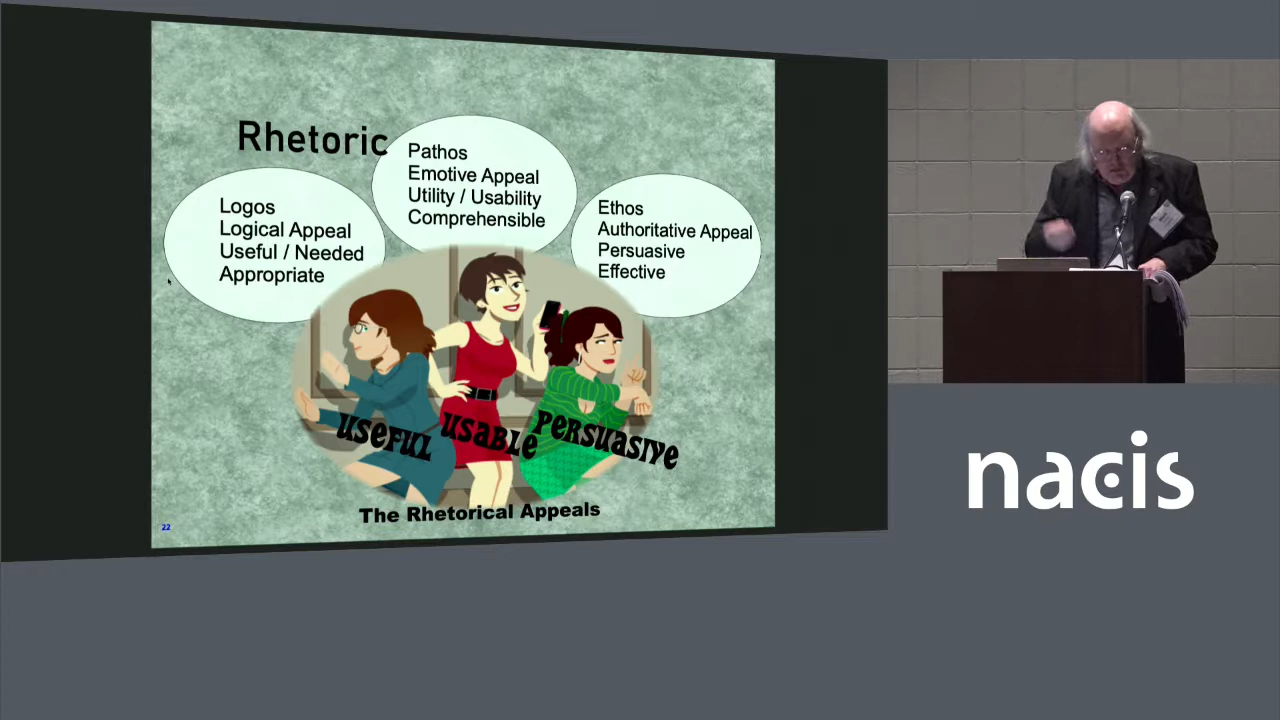 Rhetoric
Logos
Logical Appeal
Useful / Needed
Appropriate
Pathos
Emotive Appeal
Utility / Usability
Comprehensible
Ethos
Authoritative Appeal
Persuasive
Effective
USEFUL
USABLE
PERSUASIVE
The Rhetorical Appeals
22
nacis